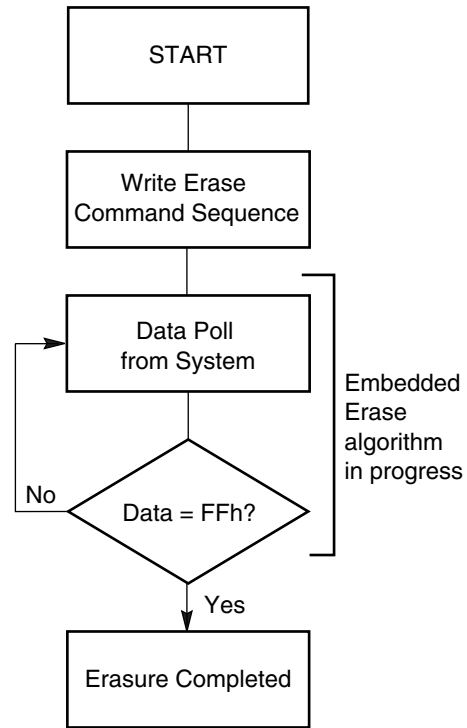 START
Write Erase
Command Sequence
Data Poll
from System
Embedded
Erase
algorithm
in progress
No
Data = FFh?
Yes
Erasure Completed